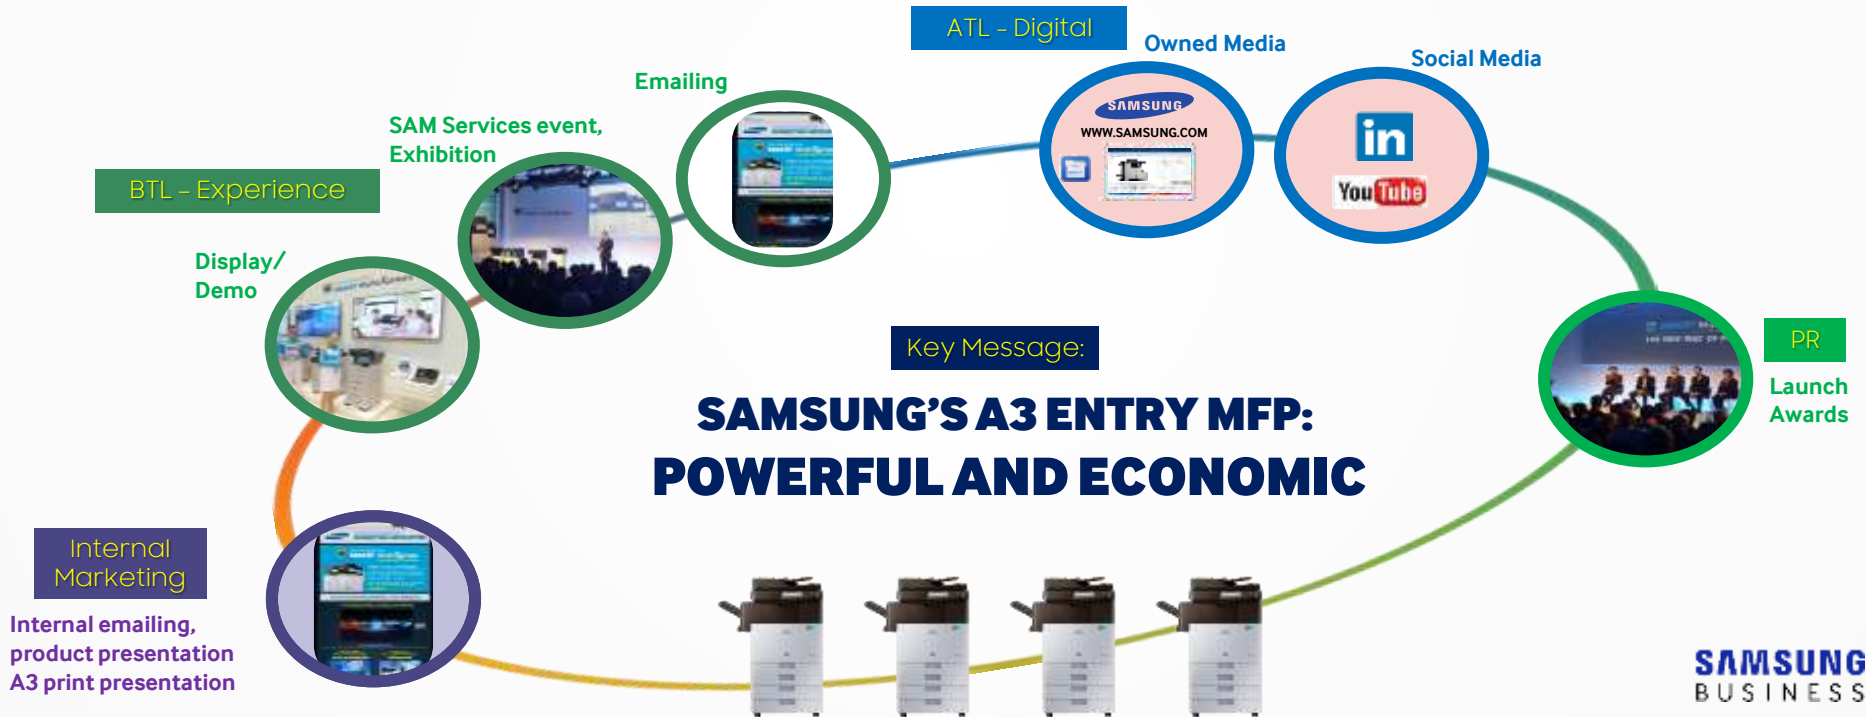 ATL – Digital
Owned Media
Social Media
Emailing
SAM Services event,
Exhibition
BTL – Experience
Display/
Demo
SAMSUNG
WWW.SAMSUNG.COM
in
You Tube
Key Message:
SAMSUNG'S A3 ENTRY MFP:
POWERFUL AND ECONOMIC
PR
Launch
Awards
Internal
Marketing
Internal emailing,
product presentation
A3 print presentation
SAMSUNG
BUSINESS